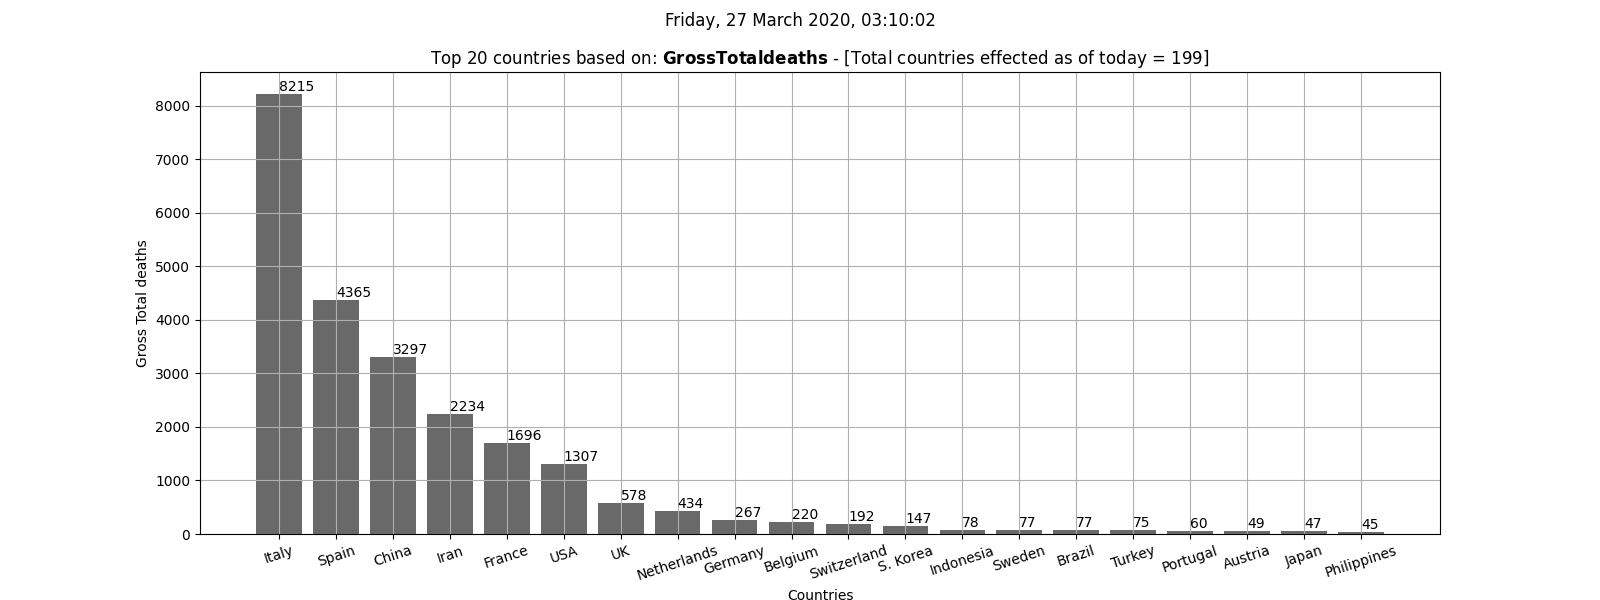 Friday, 27 March 2020, 03:10:02
Top 20 countries based on: GrossTotaldeaths - [Total countries effected as of today = 199]
Gross Total deaths
8000
7000
6000
5000
4000
3000
2000
1000
0
8215
4365
3297
2234
1696
1307
578
434
267
220
192
147
78
77
77
75
60
49
47
45
Italy
Spain
China
Iran
France
USA
UK
Netherlands
Germany
Belgium
Switzerland
S. Korea
Indonesia
Sweden
Brazil
Turkey
Portugal
Austria
Japan
Philippines
Countries